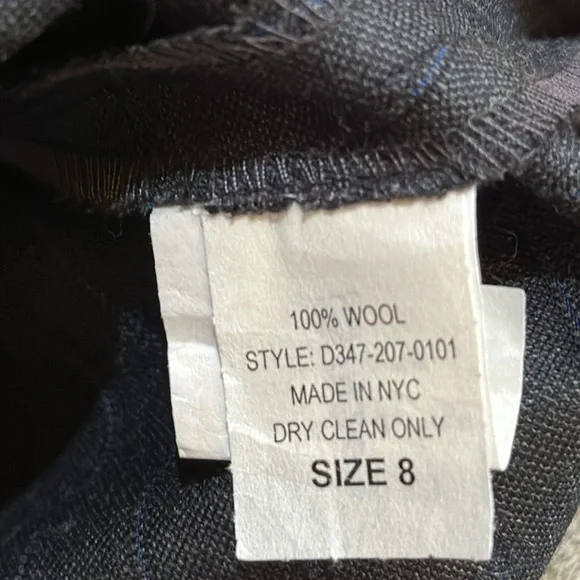 100% WOOL
STYLE: D347-207-0101
MADE IN NYC
DRY CLEAN ONLY
SIZE 8